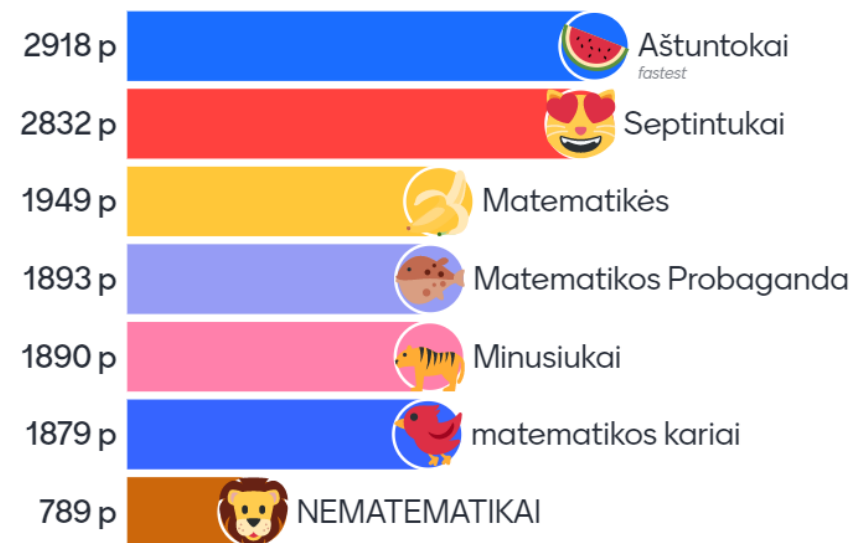 2918 p Aštuntokai
fastest
2832 p Septintukai
1949 p Matematikės
1893 p Matematikos Probaganda
1890 p Minusiukai
1879 p matematikos kariai
789 p NEMATEMATIKAI